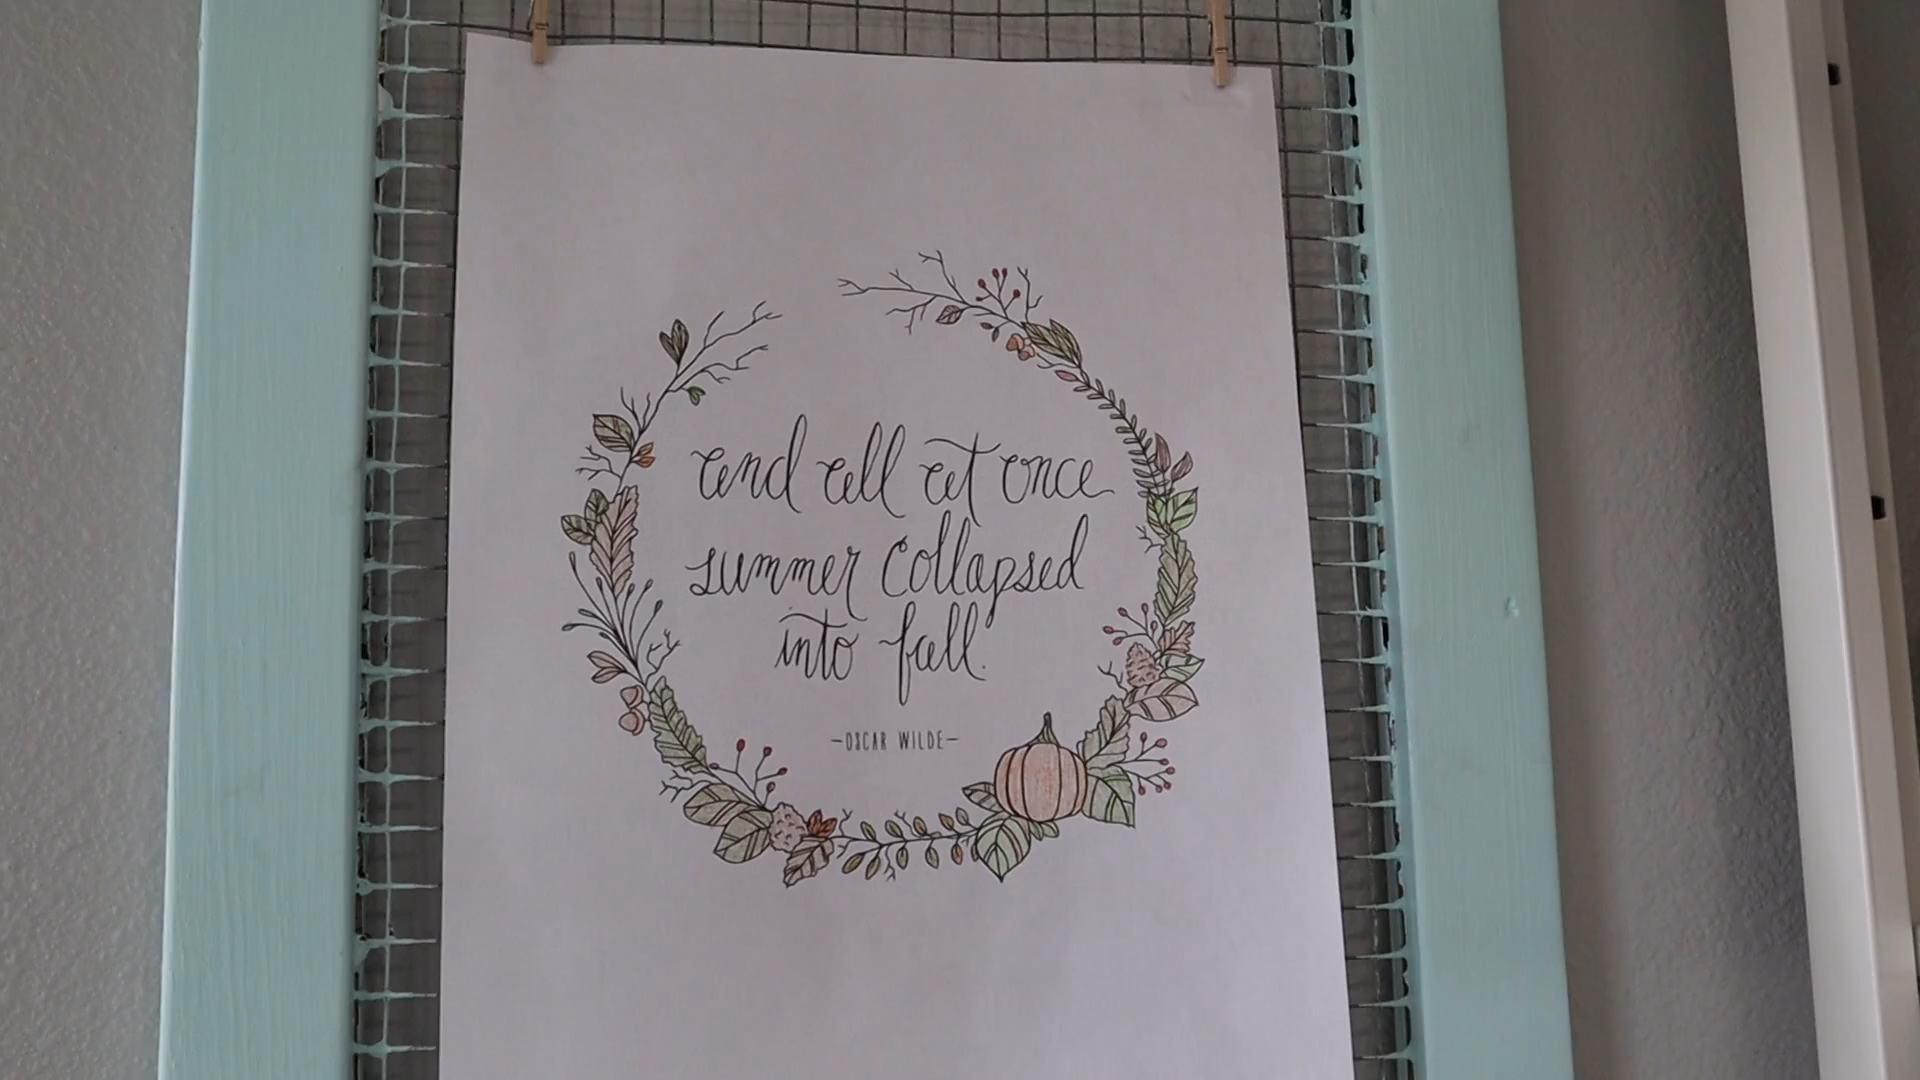 and all at once
summer collapsed
into fall.
-OSCAR WILDE-